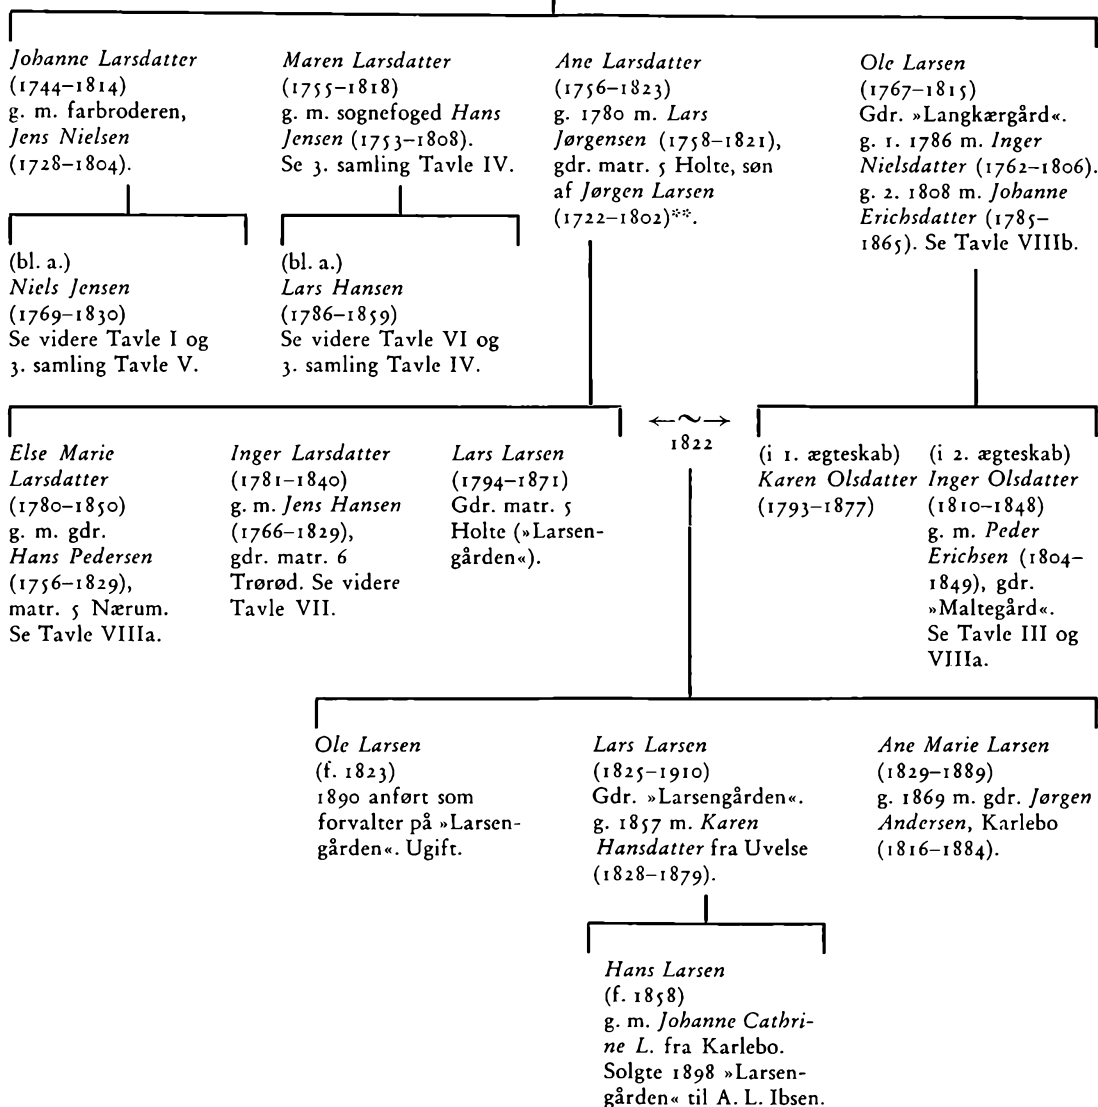 Johanne Larsdatter
(1744–1814)
g. m. farbroderen,
Jens Nielsen
(1728–1804).
Maren Larsdatter
(1755–1818)
g. m. sognefoged Hans
Jensen (1753–1808).
Se 3. samling Tavle IV.
Ane Larsdatter
(1756–1823)
g. 1780 m. Lars
Jørgensen (1758–1821),
gdr. matr. 5 Holte, søn
af Jørgen Larsen
(1722–1802)**.
Ole Larsen
(1767–1815)
Gdr. »Langkærgård«.
g. 1. 1786 m. Inger
Nielsdatter (1762–1806).
g. 2. 1808 m. Johanne
Erichsdatter (1785–
1865). Se Tavle VIIIb.
(bl. a.)
Niels Jensen
(1769–1830)
Se videre Tavle I og
3. samling Tavle V.
(bl. a.)
Lars Hansen
(1786–1859)
Se videre Tavle VI og
3. samling Tavle IV.
Else Marie
Larsdatter
(1780–1850)
g. m. gdr.
Hans Pedersen
(1756–1829),
matr. 5 Nærum.
Se Tavle VIIIa.
Inger Larsdatter
(1781–1840)
g. m. Jens Hansen
(1766–1829),
gdr. matr. 6
Trørød. Se videre
Tavle VII.
Lars Larsen
(1794–1871)
Gdr. matr. 5
Holte (»Larsen-
gården«).
←~→
1822
(i 1. ægteskab)
Karen Olsdatter
(1793–1877)
(i 2. ægteskab)
Inger Olsdatter
(1810–1848)
g. m. Peder
Erichsen (1804–
1849), gdr.
»Maltegård«.
Se Tavle III og
VIIIa.
Ole Larsen
(f. 1823)
1890 anført som
forvalter på »Larsen-
gården«. Ugift.
Lars Larsen
(1825–1910)
Gdr. »Larsengården«.
g. 1857 m. Karen
Hansdatter fra Uvelse
(1828–1879).
Ane Marie Larsen
(1829–1889)
g. 1869 m. gdr. Jørgen
Andersen, Karlebo
(1816–1884).
Hans Larsen
(f. 1858)
g. m. Johanne Cathri-
ne L. fra Karlebo.
Solgte 1898 »Larsen-
gården« til A. L. Ibsen.